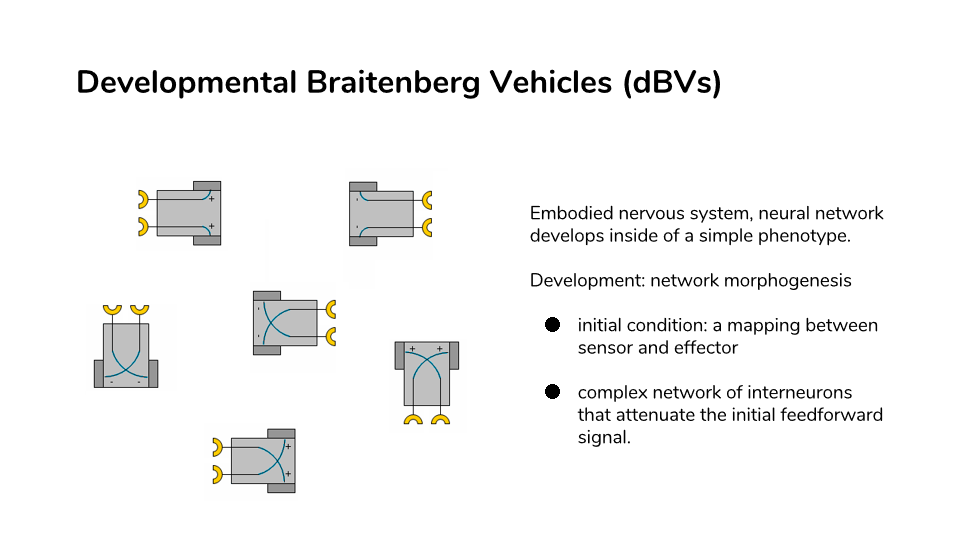 Developmental Braitenberg Vehicles (dBVs)
+
+
-
-
Embodied nervous system, neural network
develops inside of a simple phenotype.
Development: network morphogenesis
● initial condition: a mapping between
sensor and effector
● complex network of interneurons
that attenuate the initial feedforward
signal.
-
-
- -
+ +
+
+